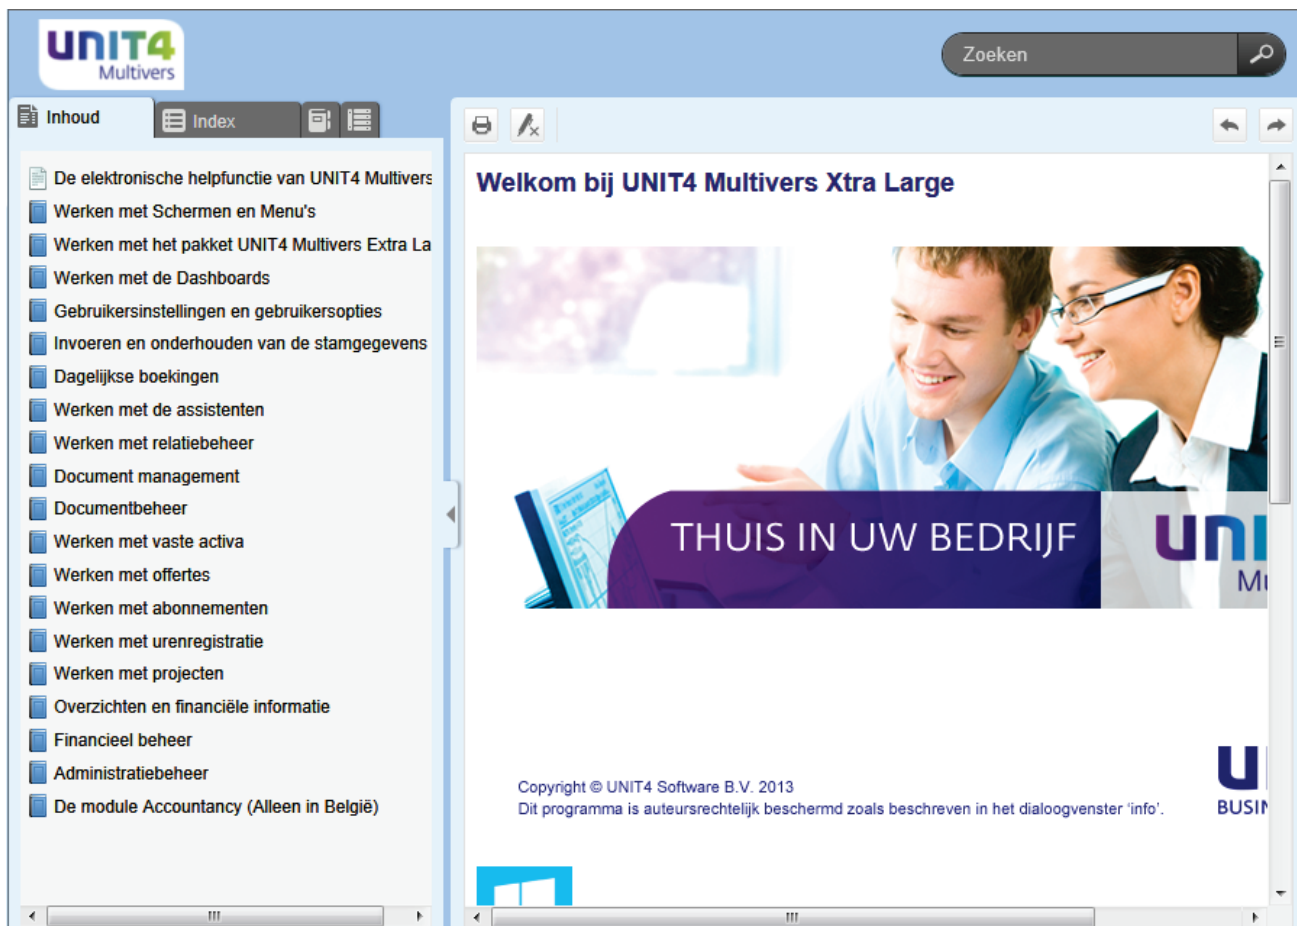 UNIT4
Multivers
Zoeken
Inhoud
Index
De elektronische helpfunctie van UNIT4 Multivers
Werken met Schermen en Menu's
Werken met het pakket UNIT4 Multivers Extra La
Werken met de Dashboards
Gebruikersinstellingen en gebruikersopties
Invoeren en onderhouden van de stamgegevens
Dagelijkse boekingen
Werken met de assistenten
Werken met relatiebeheer
Document management
Documentbeheer
Werken met vaste activa
Werken met offertes
Werken met abonnementen
Werken met urenregistratie
Werken met projecten
Overzichten en financiële informatie
Financieel beheer
Administratiebeheer
De module Accountancy (Alleen in België)
Welkom bij UNIT4 Multivers Xtra Large
THUIS IN UW BEDRIJF
Copyright © UNIT4 Software B.V. 2013
Dit programma is auteursrechtelijk beschermd zoals beschreven in het dialoogvenster 'info'.